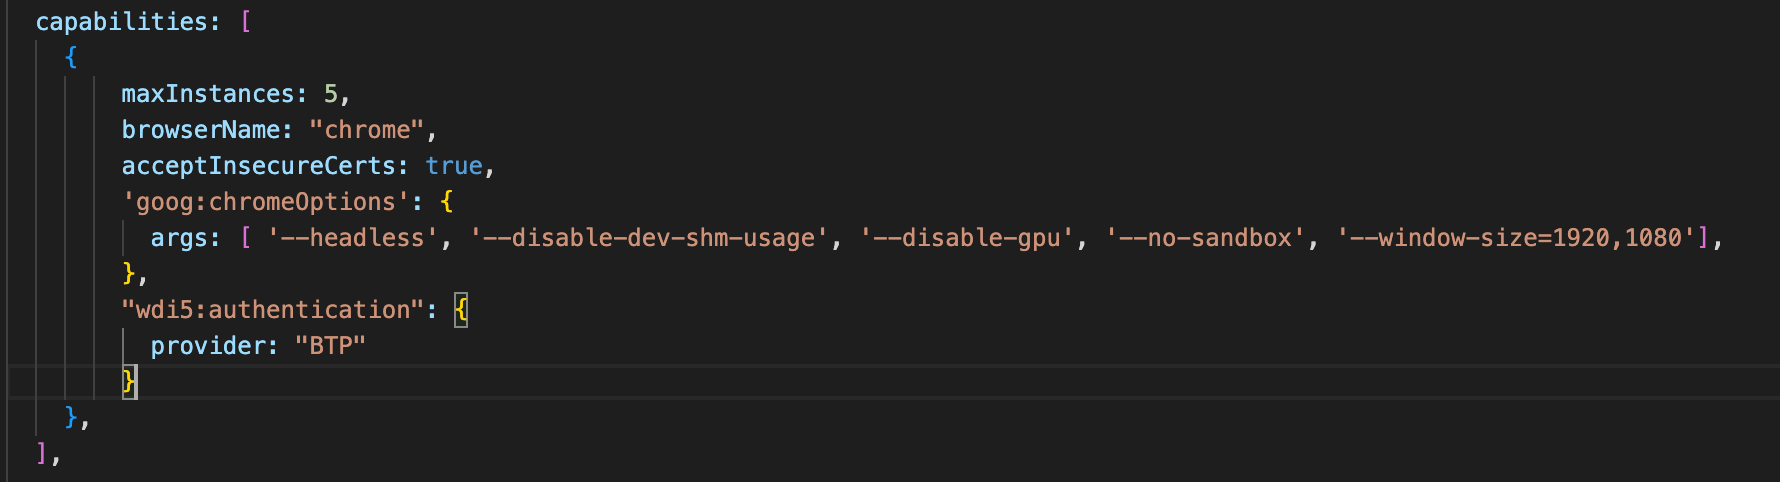 capabilities: [
{
maxInstances: 5,
browserName: "chrome",
acceptInsecureCerts: true,
'goog:chromeOptions': {
args: [ '--headless', '--disable-dev-shm-usage', '--disable-gpu', '--no-sandbox', '--window-size=1920,1080'],
},
"wdi5:authentication": {
provider: "BTP"
}
},
],